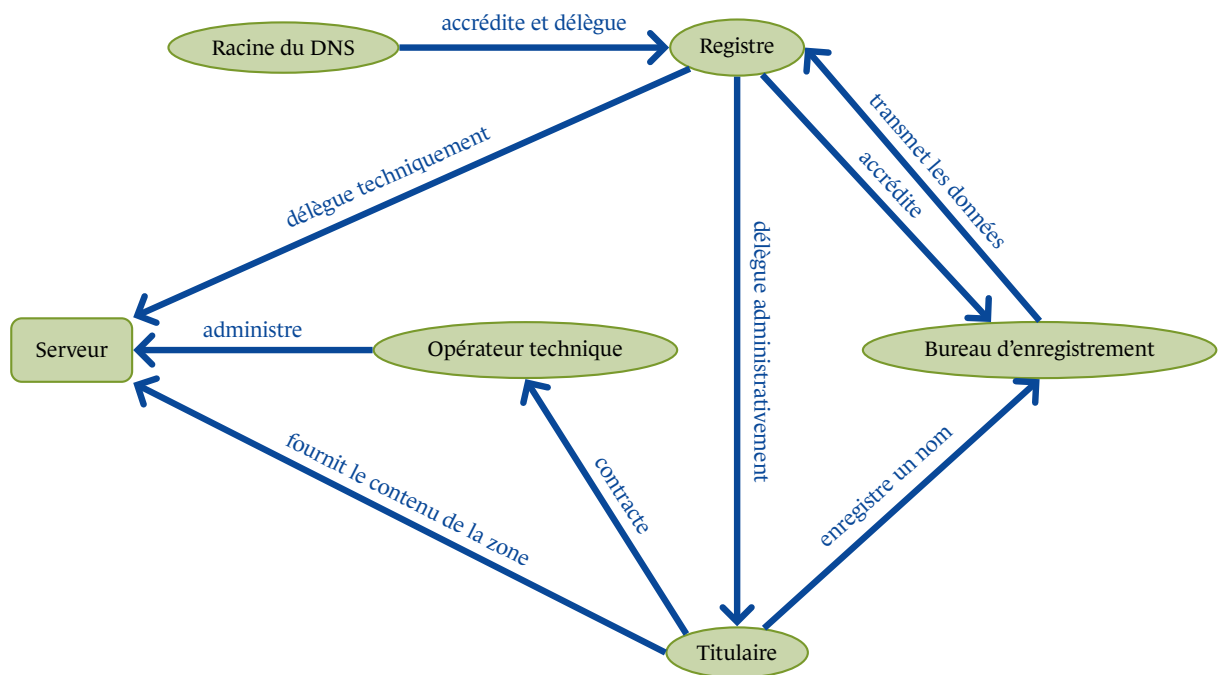 accrédite et délègue
Racine du DNS
Registre
transmet les données
accrédite
délègue techniquement
délègue administrativement
administre
Serveur
Opérateur technique
Bureau d'enregistrement
fournit le contenu de la zone
contracte
enregistre un nom
Titulaire